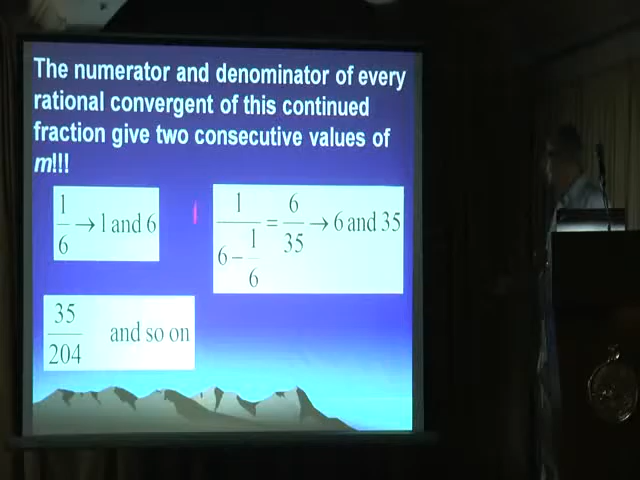 The numerator and denominator of every
rational convergent of this continued
fraction give two consecutive values of
m!!!
1/6 → 1 and 6
1/(6 − 1/6) = 6/35 → 6 and 35
35/204 and so on